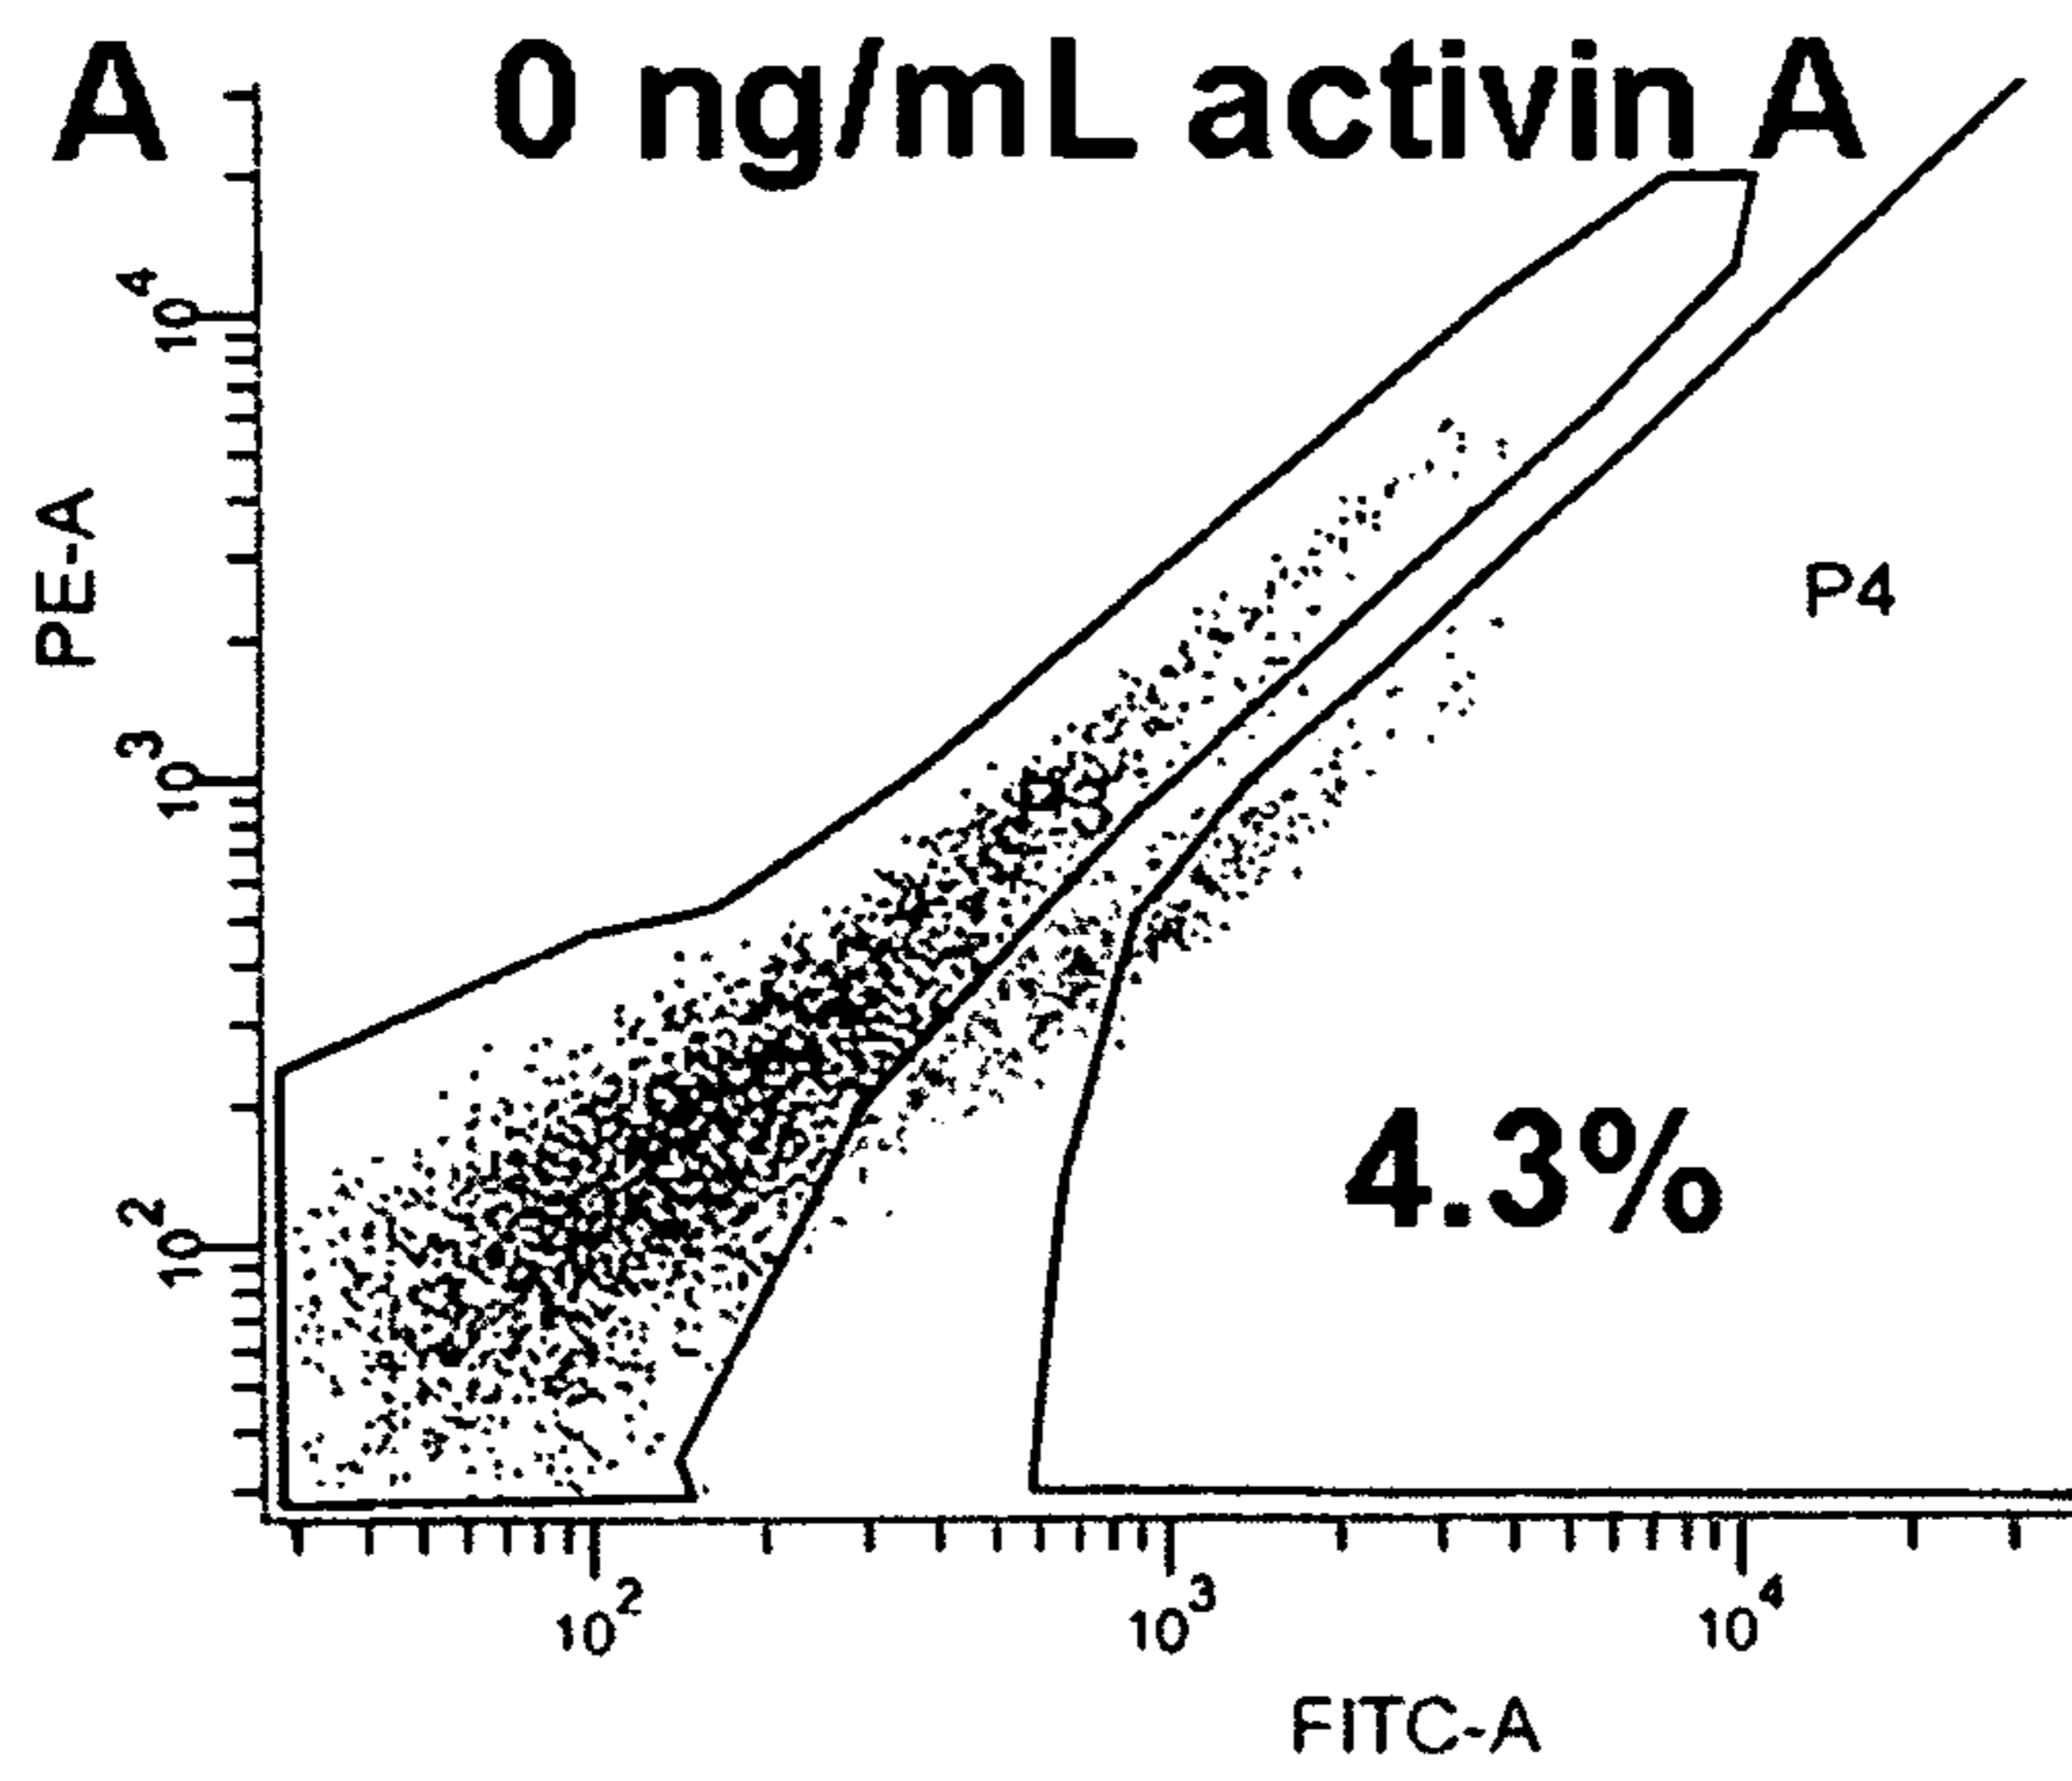 A 0 ng/mL activin A
10^4
PE-A
P4
10^3
P3
4.3%
10^2
10^2 10^3 10^4
FITC-A